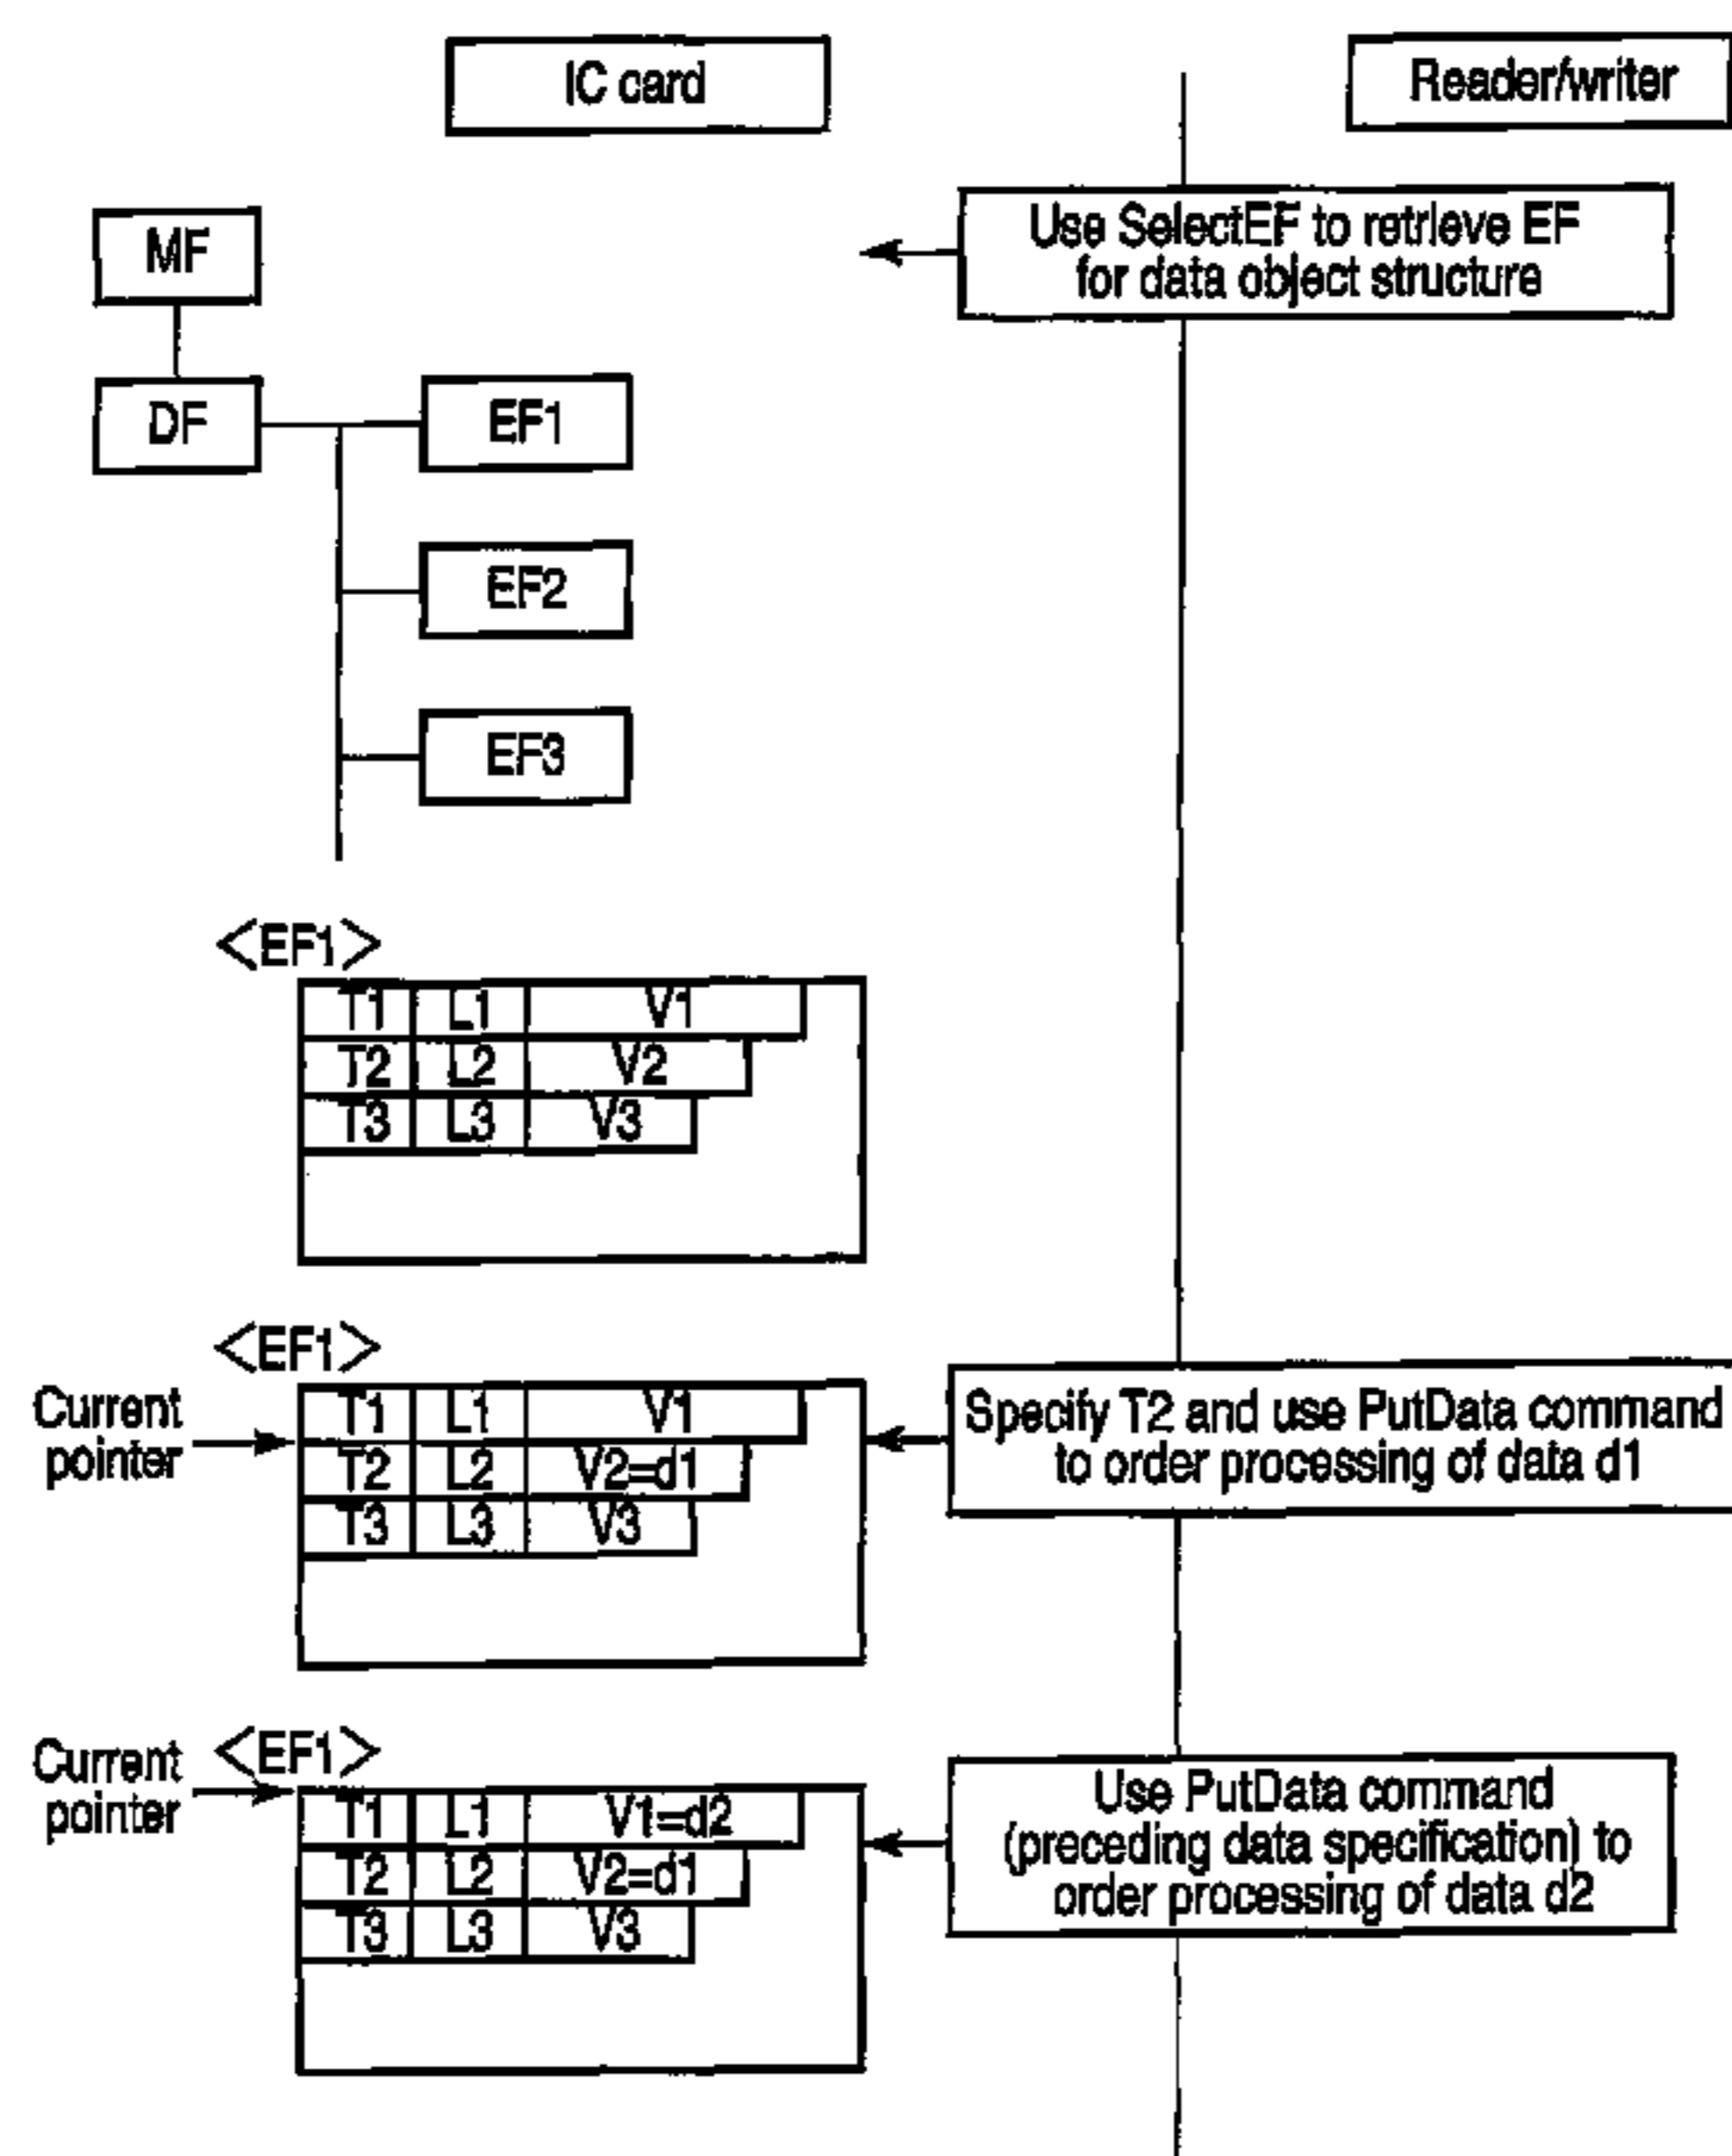 IC card
Reader/writer
Use SelectEF to retrieve EF
for data object structure
MF
DF
EF1
EF2
EF3
<EF1>
T1 L1 V1
T2 L2 V2
T3 L3 V3
<EF1>
Current
pointer
T1 L1 V1
T2 L2 V2=d1
T3 L3 V3
Specify T2 and use PutData command
to order processing of data d1
<EF1>
Current
pointer
T1 L1 V1=d2
T2 L2 V2=d1
T3 L3 V3
Use PutData command
(preceding data specification) to
order processing of data d2